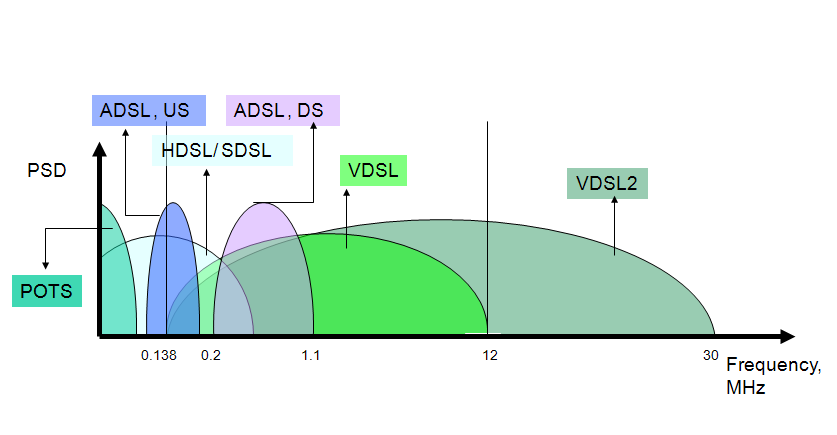 ADSL, US
ADSL, DS
HDSL/SDSL
PSD
VDSL
VDSL2
POTS
0.138
0.2
1.1
12
30
Frequency,
MHz